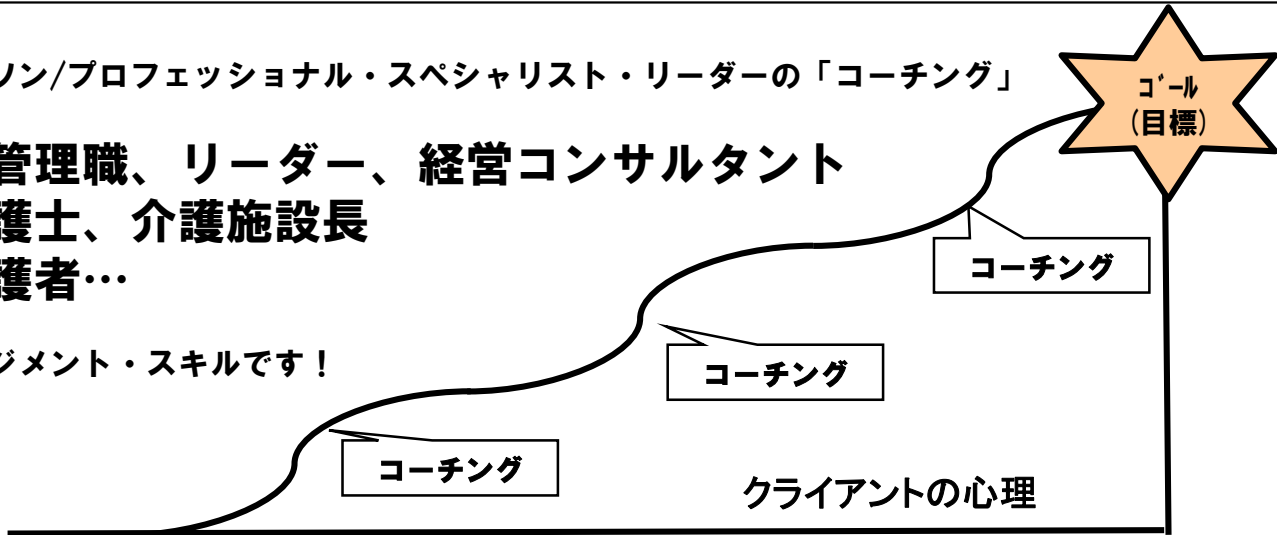 ソン/プロフェッショナル・スペシャリスト・リーダーの「コーチング」
ゴール
(目標)
管理職、リーダー、経営コンサルタント
護士、介護施設長
護者…
ジメント・スキルです！
コーチング
コーチング
コーチング
クライアントの心理